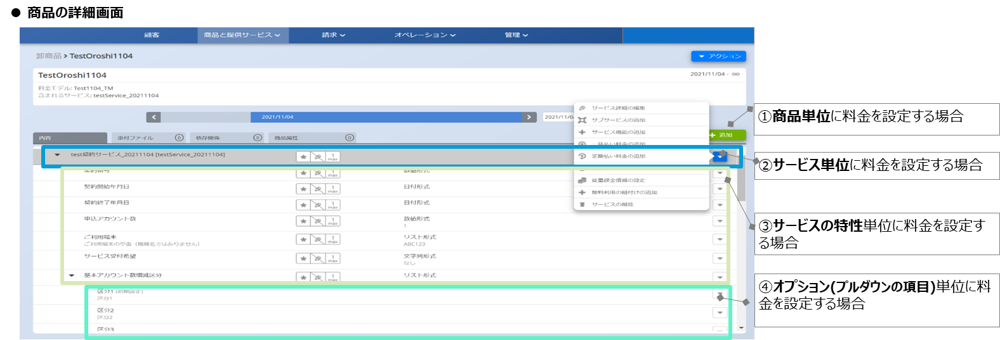 ● 商品の詳細画面
顧客 商品と提供サービス 請求 オペレーション 管理
卸商品 > TestOroshi1104
アクション
TestOroshi1104
2021/11/04 - ∞
料金モデル: Test1104_TM
含まれるサービス: testService_20211104
2021/11/04
2021/11/0
サービス詳細の編集
サブサービスの追加
サービス機能の追加
定期払い料金の追加
従量課金情報の設定
無料利用の紐付けの追加
サービスの削除
追加
内容 添付ファイル 0 依存関係 0 商品属性 0
test契約サービス_20211104 [testService_20211104] 1 max
1 max 数値形式
契約開始年月日 1 max 日付形式
契約終了年月日 1 max 日付形式
申込アカウント数 1 max 数値形式
1
ご利用端末 1 max リスト形式
ご利用端末の型番（機種名ではありません） ABC123
サービス受付希望 1 max 文字列形式
なし
基本アカウント数増減区分 1 max リスト形式
区分1 (初期設定)
区分1
区分2
区分2
区分3
①商品単位に料金を設定する場合
②サービス単位に料金を設定する場合
③サービスの特性単位に料金を設定す
る場合
④オプション(プルダウンの項目)単位に料
金を設定する場合